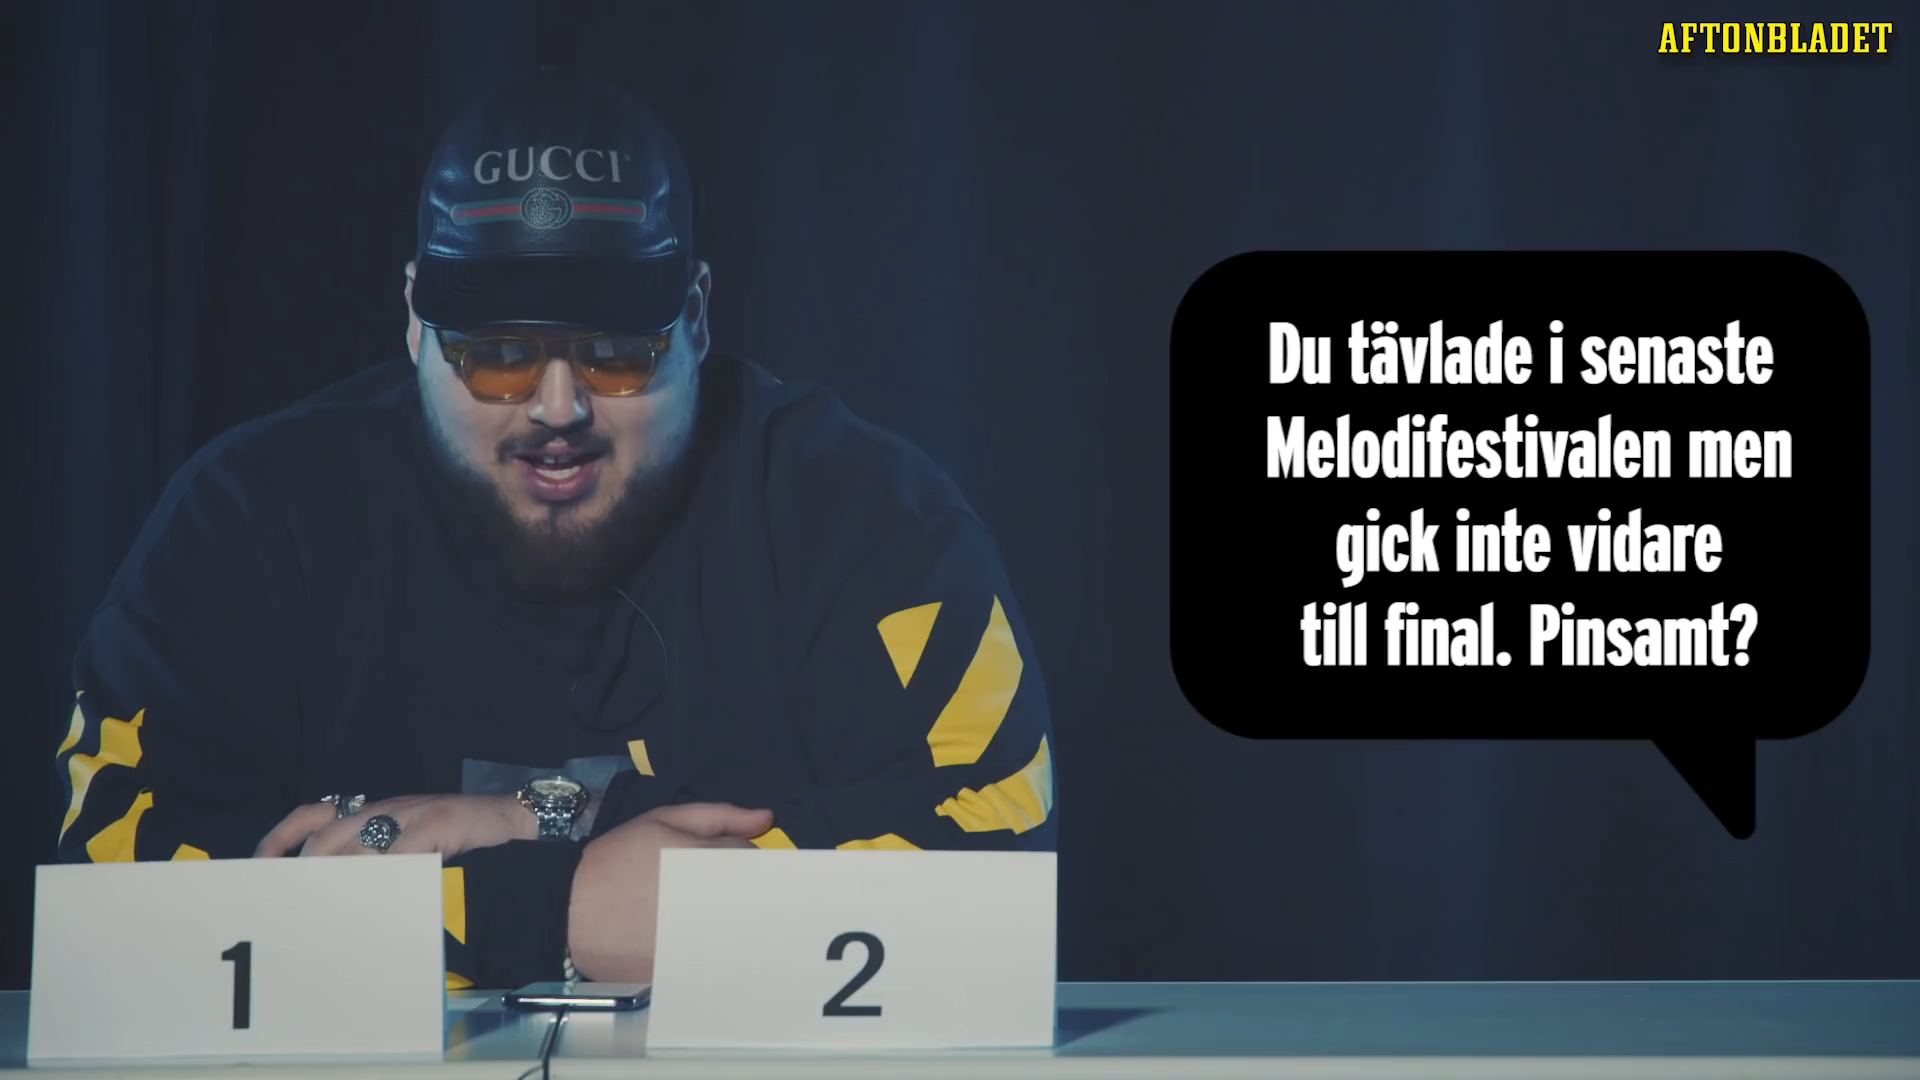 AFTONBLADET
GUCCI
Du tävlade i senaste
Melodifestivalen men
gick inte vidare
till final. Pinsamt?
1
2